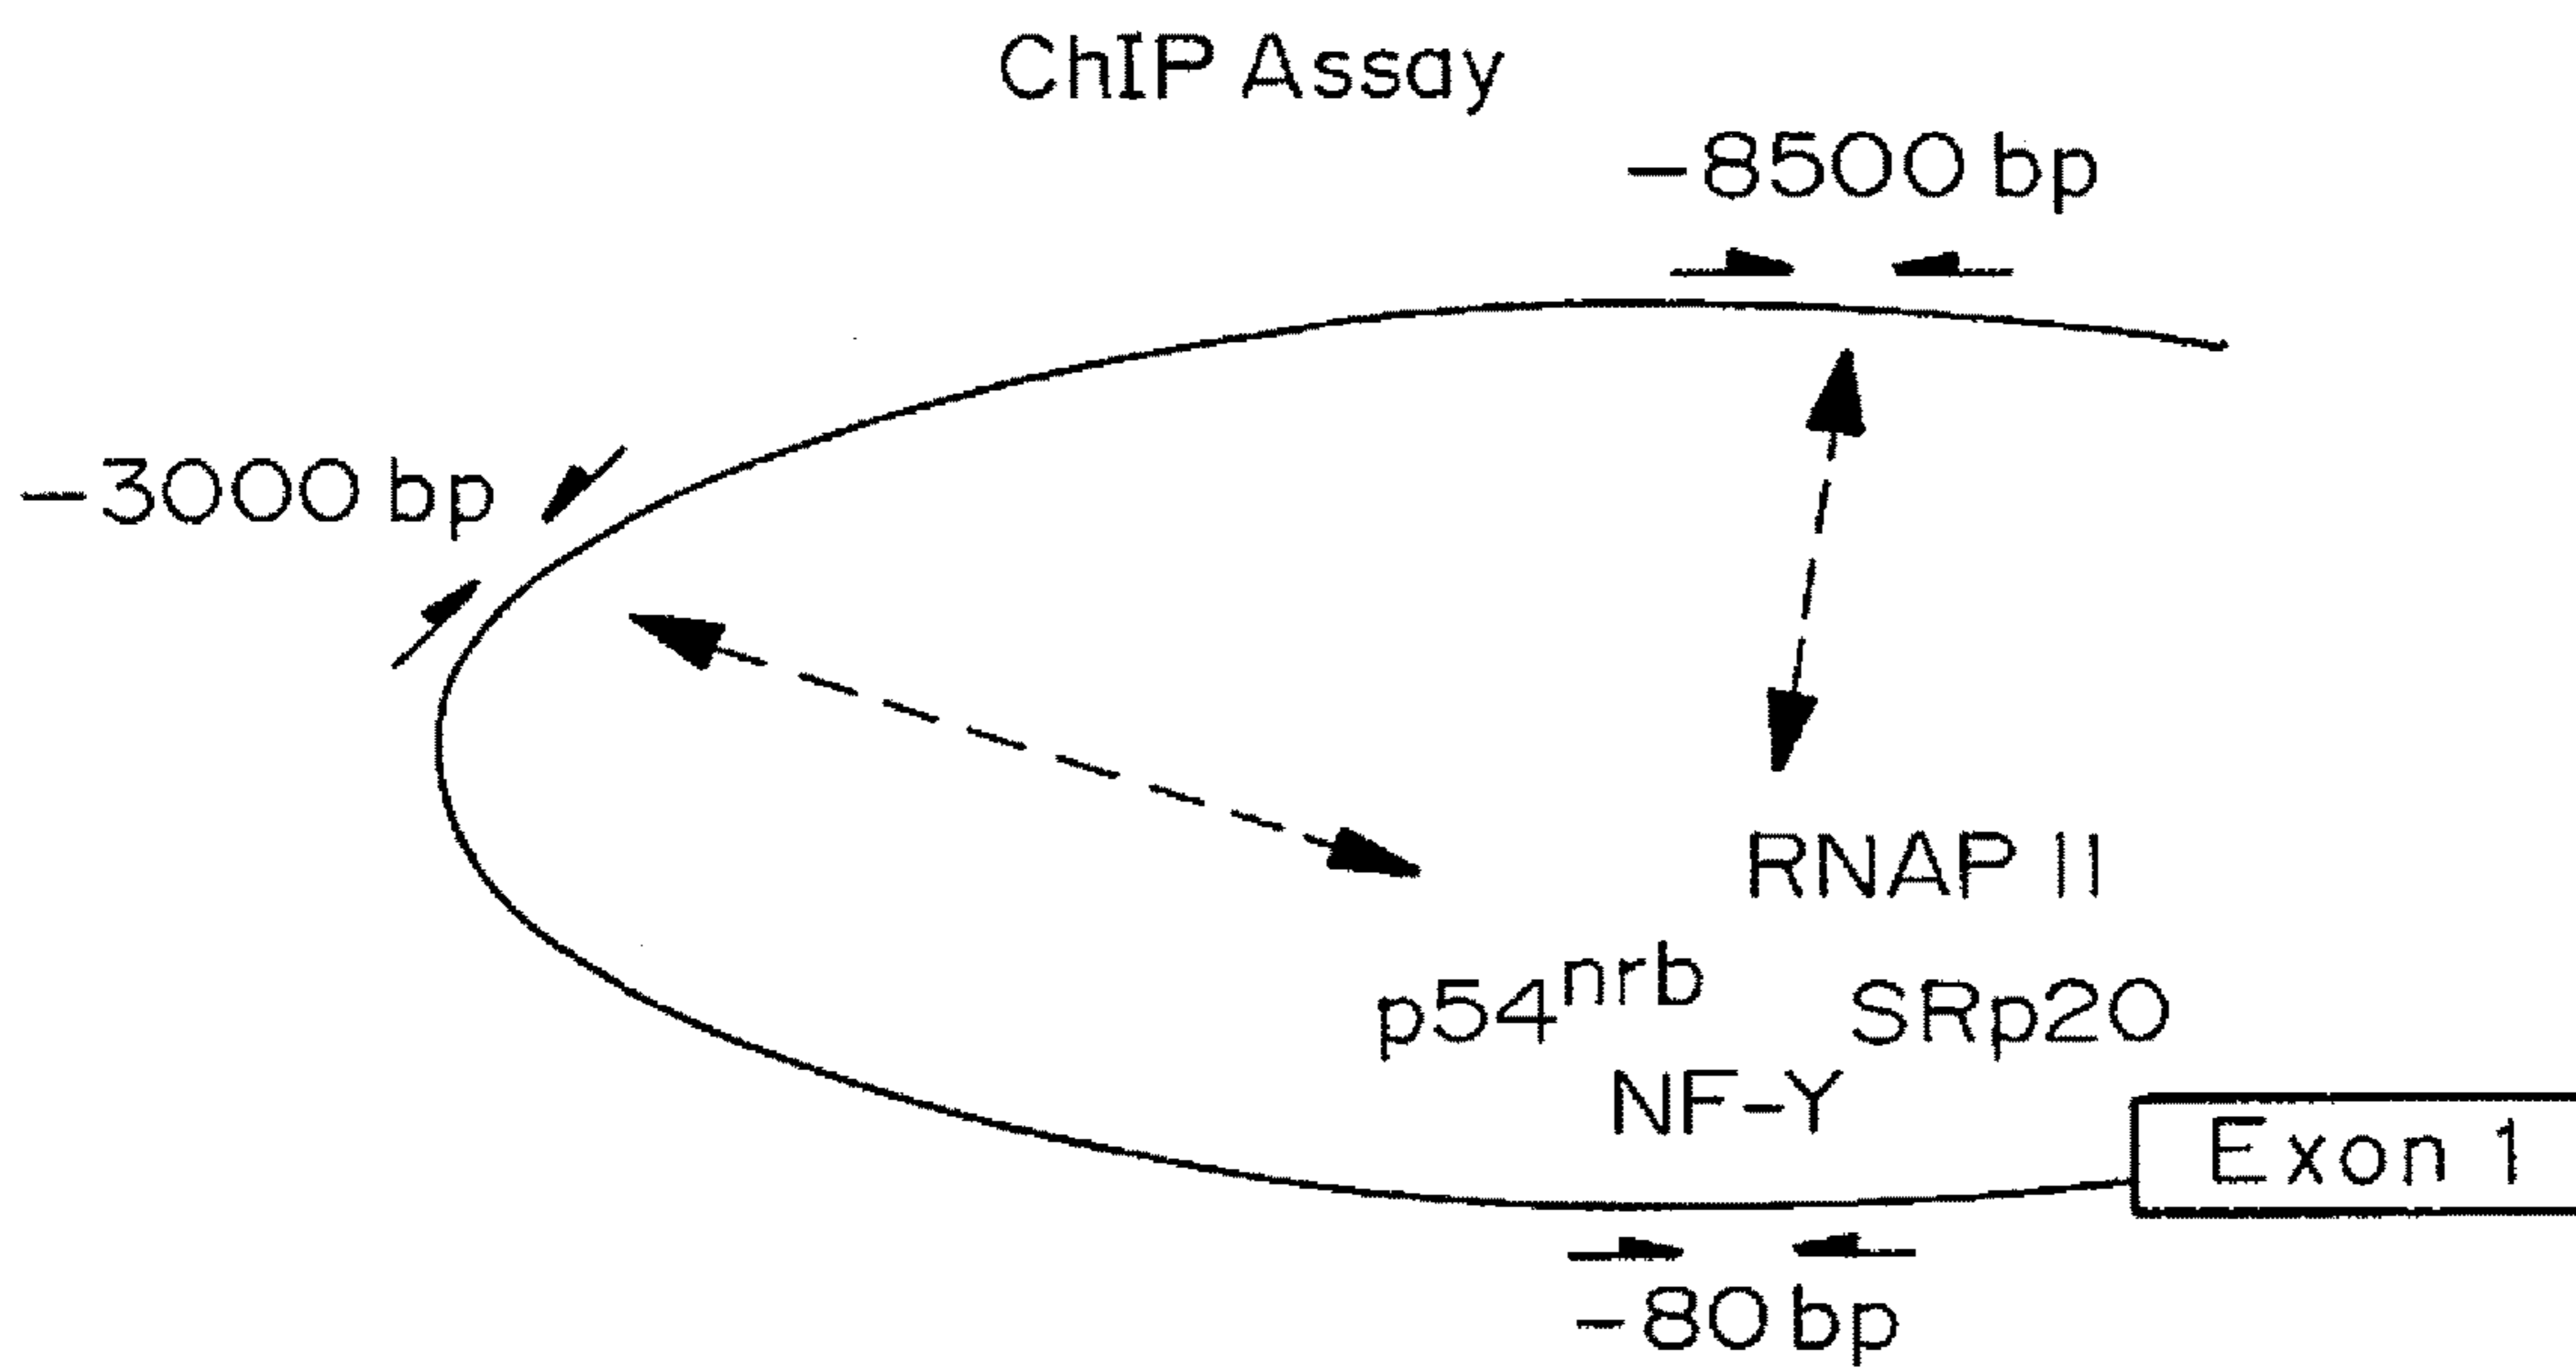 ChIP Assay
−8500 bp
−3000 bp
RNAP II
p54nrb
SRp20
NF-Y
Exon 1
−80 bp